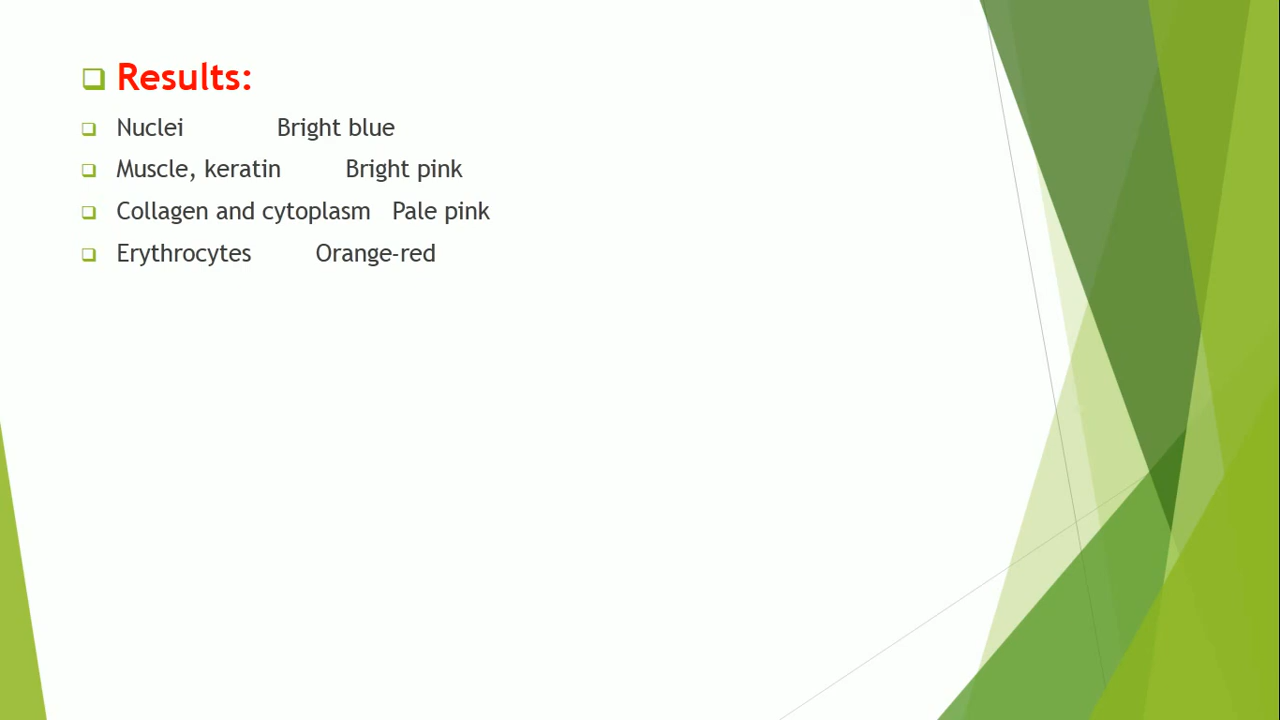 Results:
Nuclei Bright blue
Muscle, keratin Bright pink
Collagen and cytoplasm Pale pink
Erythrocytes Orange-red